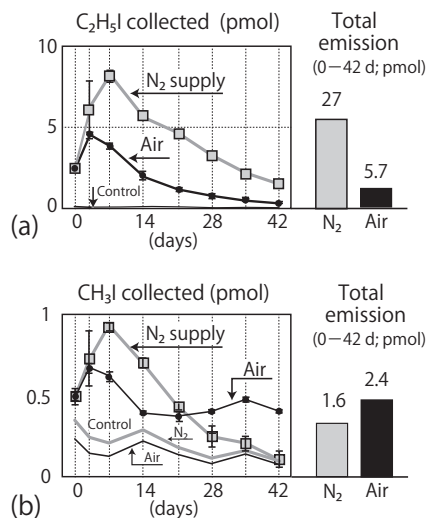 C₂H₅I collected (pmol)
Total
emission
(0−42 d; pmol)
10
5
0
N₂ supply
Air
Control
27
5.7
N₂
Air
0
14
28
42
(days)
(a)
CH₃I collected (pmol)
Total
emission
(0−42 d; pmol)
1
0.5
0
N₂ supply
Air
Control
N₂
Air
1.6
2.4
N₂
Air
0
14
28
42
(days)
(b)